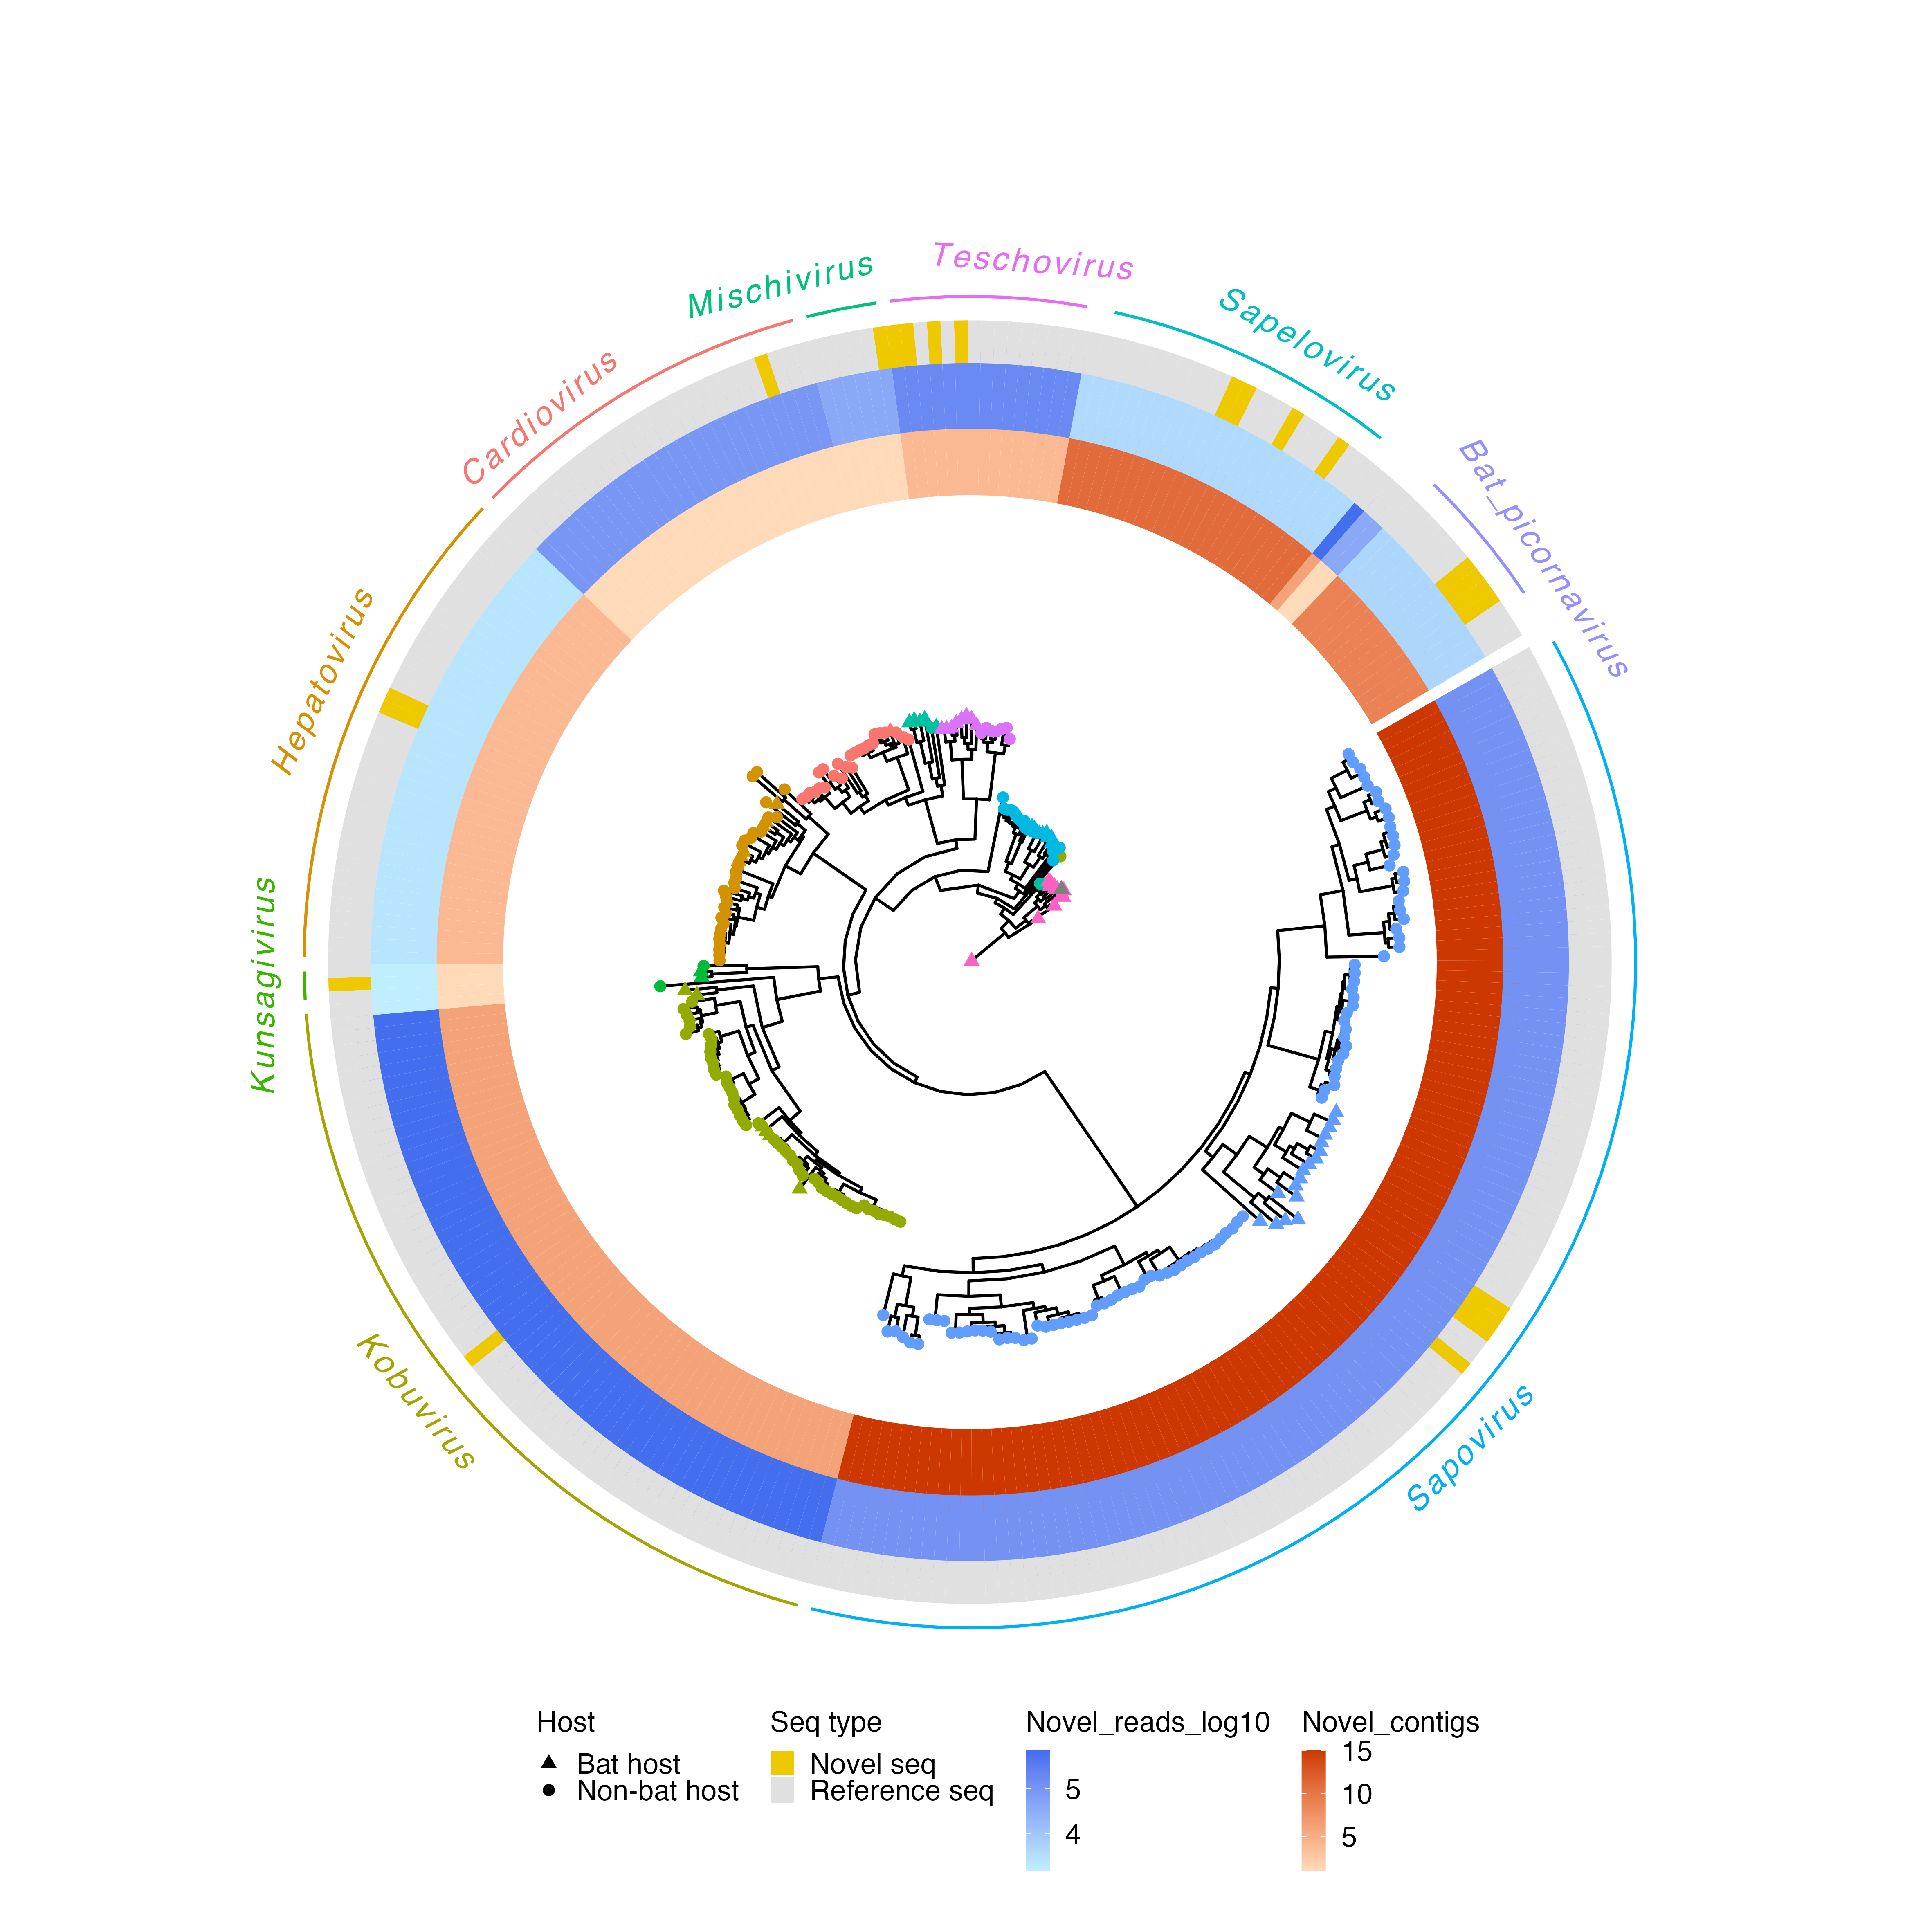 Teschovirus
Mischivirus
Sapelovirus
Cardiovirus
Bat_picornavirus
Hepatovirus
Kunsagivirus
Kobuvirus
Sapovirus
Host
Bat host
Non-bat host
Seq type
Novel seq
Reference seq
Novel_reads_log10
5
4
Novel_contigs
15
10
5